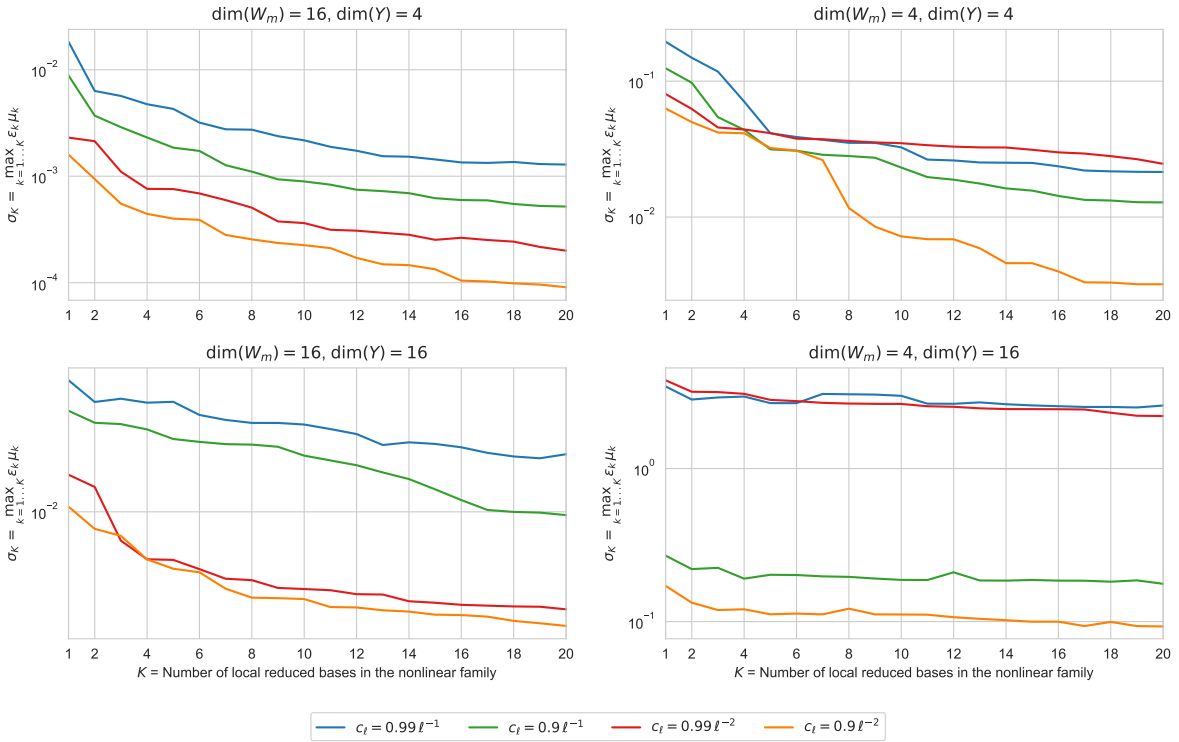 dim(Wₘ) = 16, dim(Y) = 4
σ_K = max_{k=1...K} ε_k μ_k
10⁻²
10⁻³
10⁻⁴
1 2 4 6 8 10 12 14 16 18 20
dim(Wₘ) = 4, dim(Y) = 4
σ_K = max_{k=1...K} ε_k μ_k
10⁻¹
10⁻²
1 2 4 6 8 10 12 14 16 18 20
dim(Wₘ) = 16, dim(Y) = 16
σ_K = max_{k=1...K} ε_k μ_k
10⁻²
1 2 4 6 8 10 12 14 16 18 20
K = Number of local reduced bases in the nonlinear family
dim(Wₘ) = 4, dim(Y) = 16
σ_K = max_{k=1...K} ε_k μ_k
10⁰
10⁻¹
1 2 4 6 8 10 12 14 16 18 20
K = Number of local reduced bases in the nonlinear family
c_ℓ = 0.99 ℓ⁻¹ c_ℓ = 0.9 ℓ⁻¹ c_ℓ = 0.99 ℓ⁻² c_ℓ = 0.9 ℓ⁻²